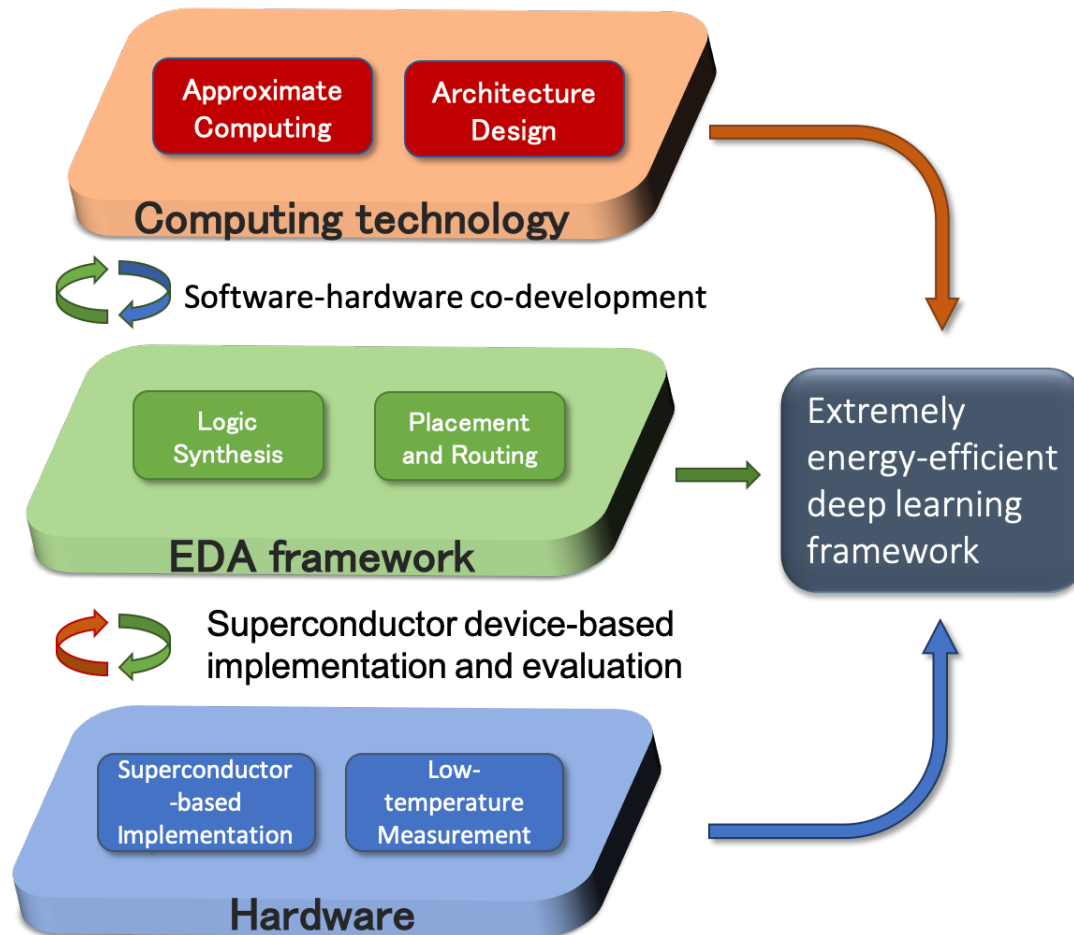 Approximate
Computing
Architecture
Design
Computing technology
Software-hardware co-development
Logic
Synthesis
Placement
and Routing
EDA framework
Extremely
energy-efficient
deep learning
framework
Superconductor device-based
implementation and evaluation
Superconductor
-based
Implementation
Low-
temperature
Measurement
Hardware